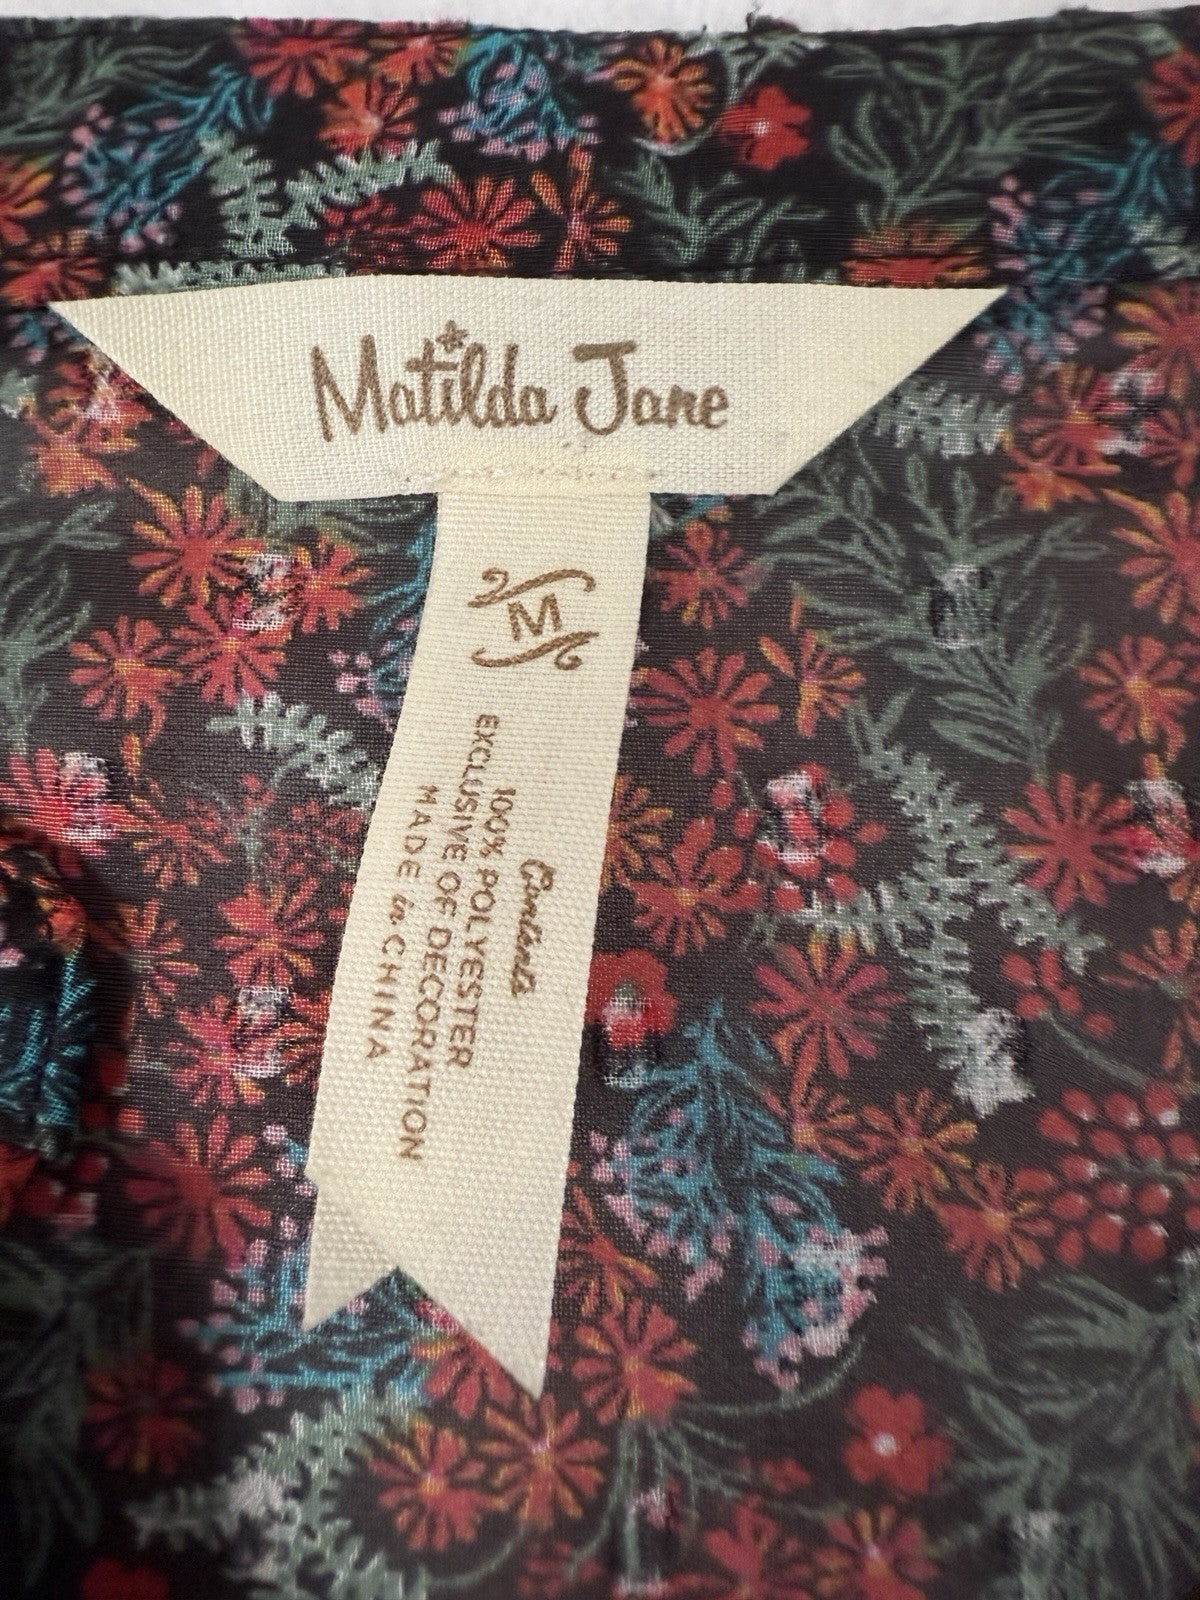 Matilda Jane
M
Contents
100% POLYESTER
EXCLUSIVE OF DECORATION
MADE in CHINA